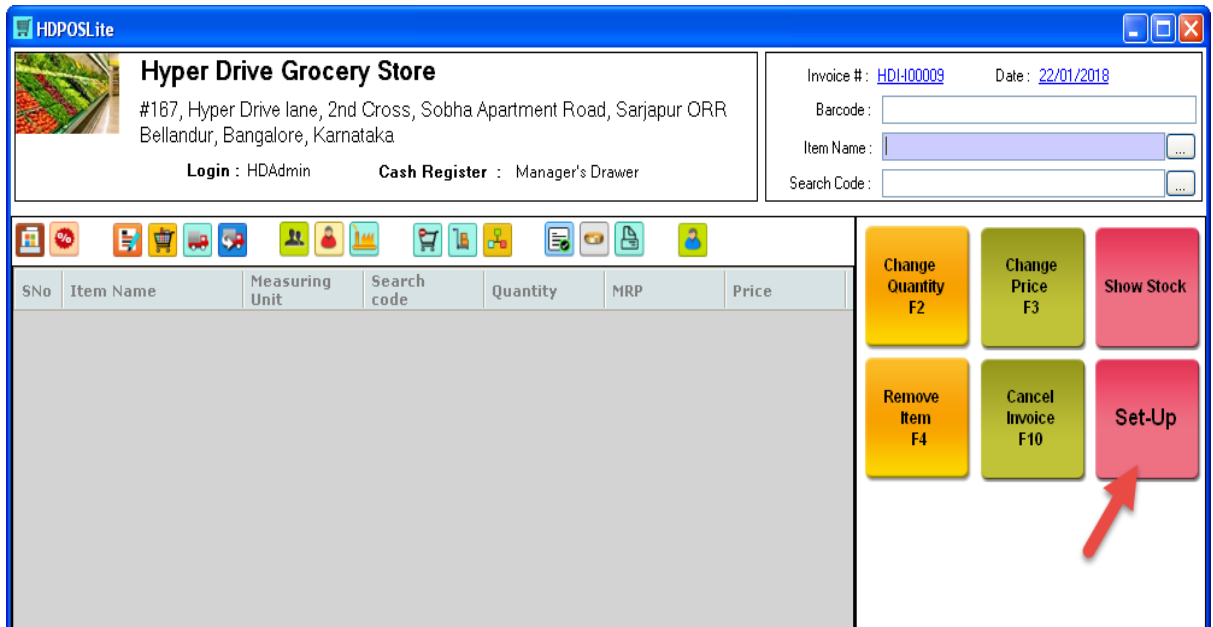 HDPOSLite
Hyper Drive Grocery Store
#167, Hyper Drive lane, 2nd Cross, Sobha Apartment Road, Sarjapur ORR
Bellandur, Bangalore, Karnataka
Login : HDAdmin Cash Register : Manager's Drawer
Invoice # : HDI-I00009 Date : 22/01/2018
Barcode :
Item Name :
...
Search Code :
...
%
SNo Item Name Measuring Unit Search code Quantity MRP Price
Change
Quantity
F2
Change
Price
F3
Show Stock
Remove
Item
F4
Cancel
Invoice
F10
Set-Up